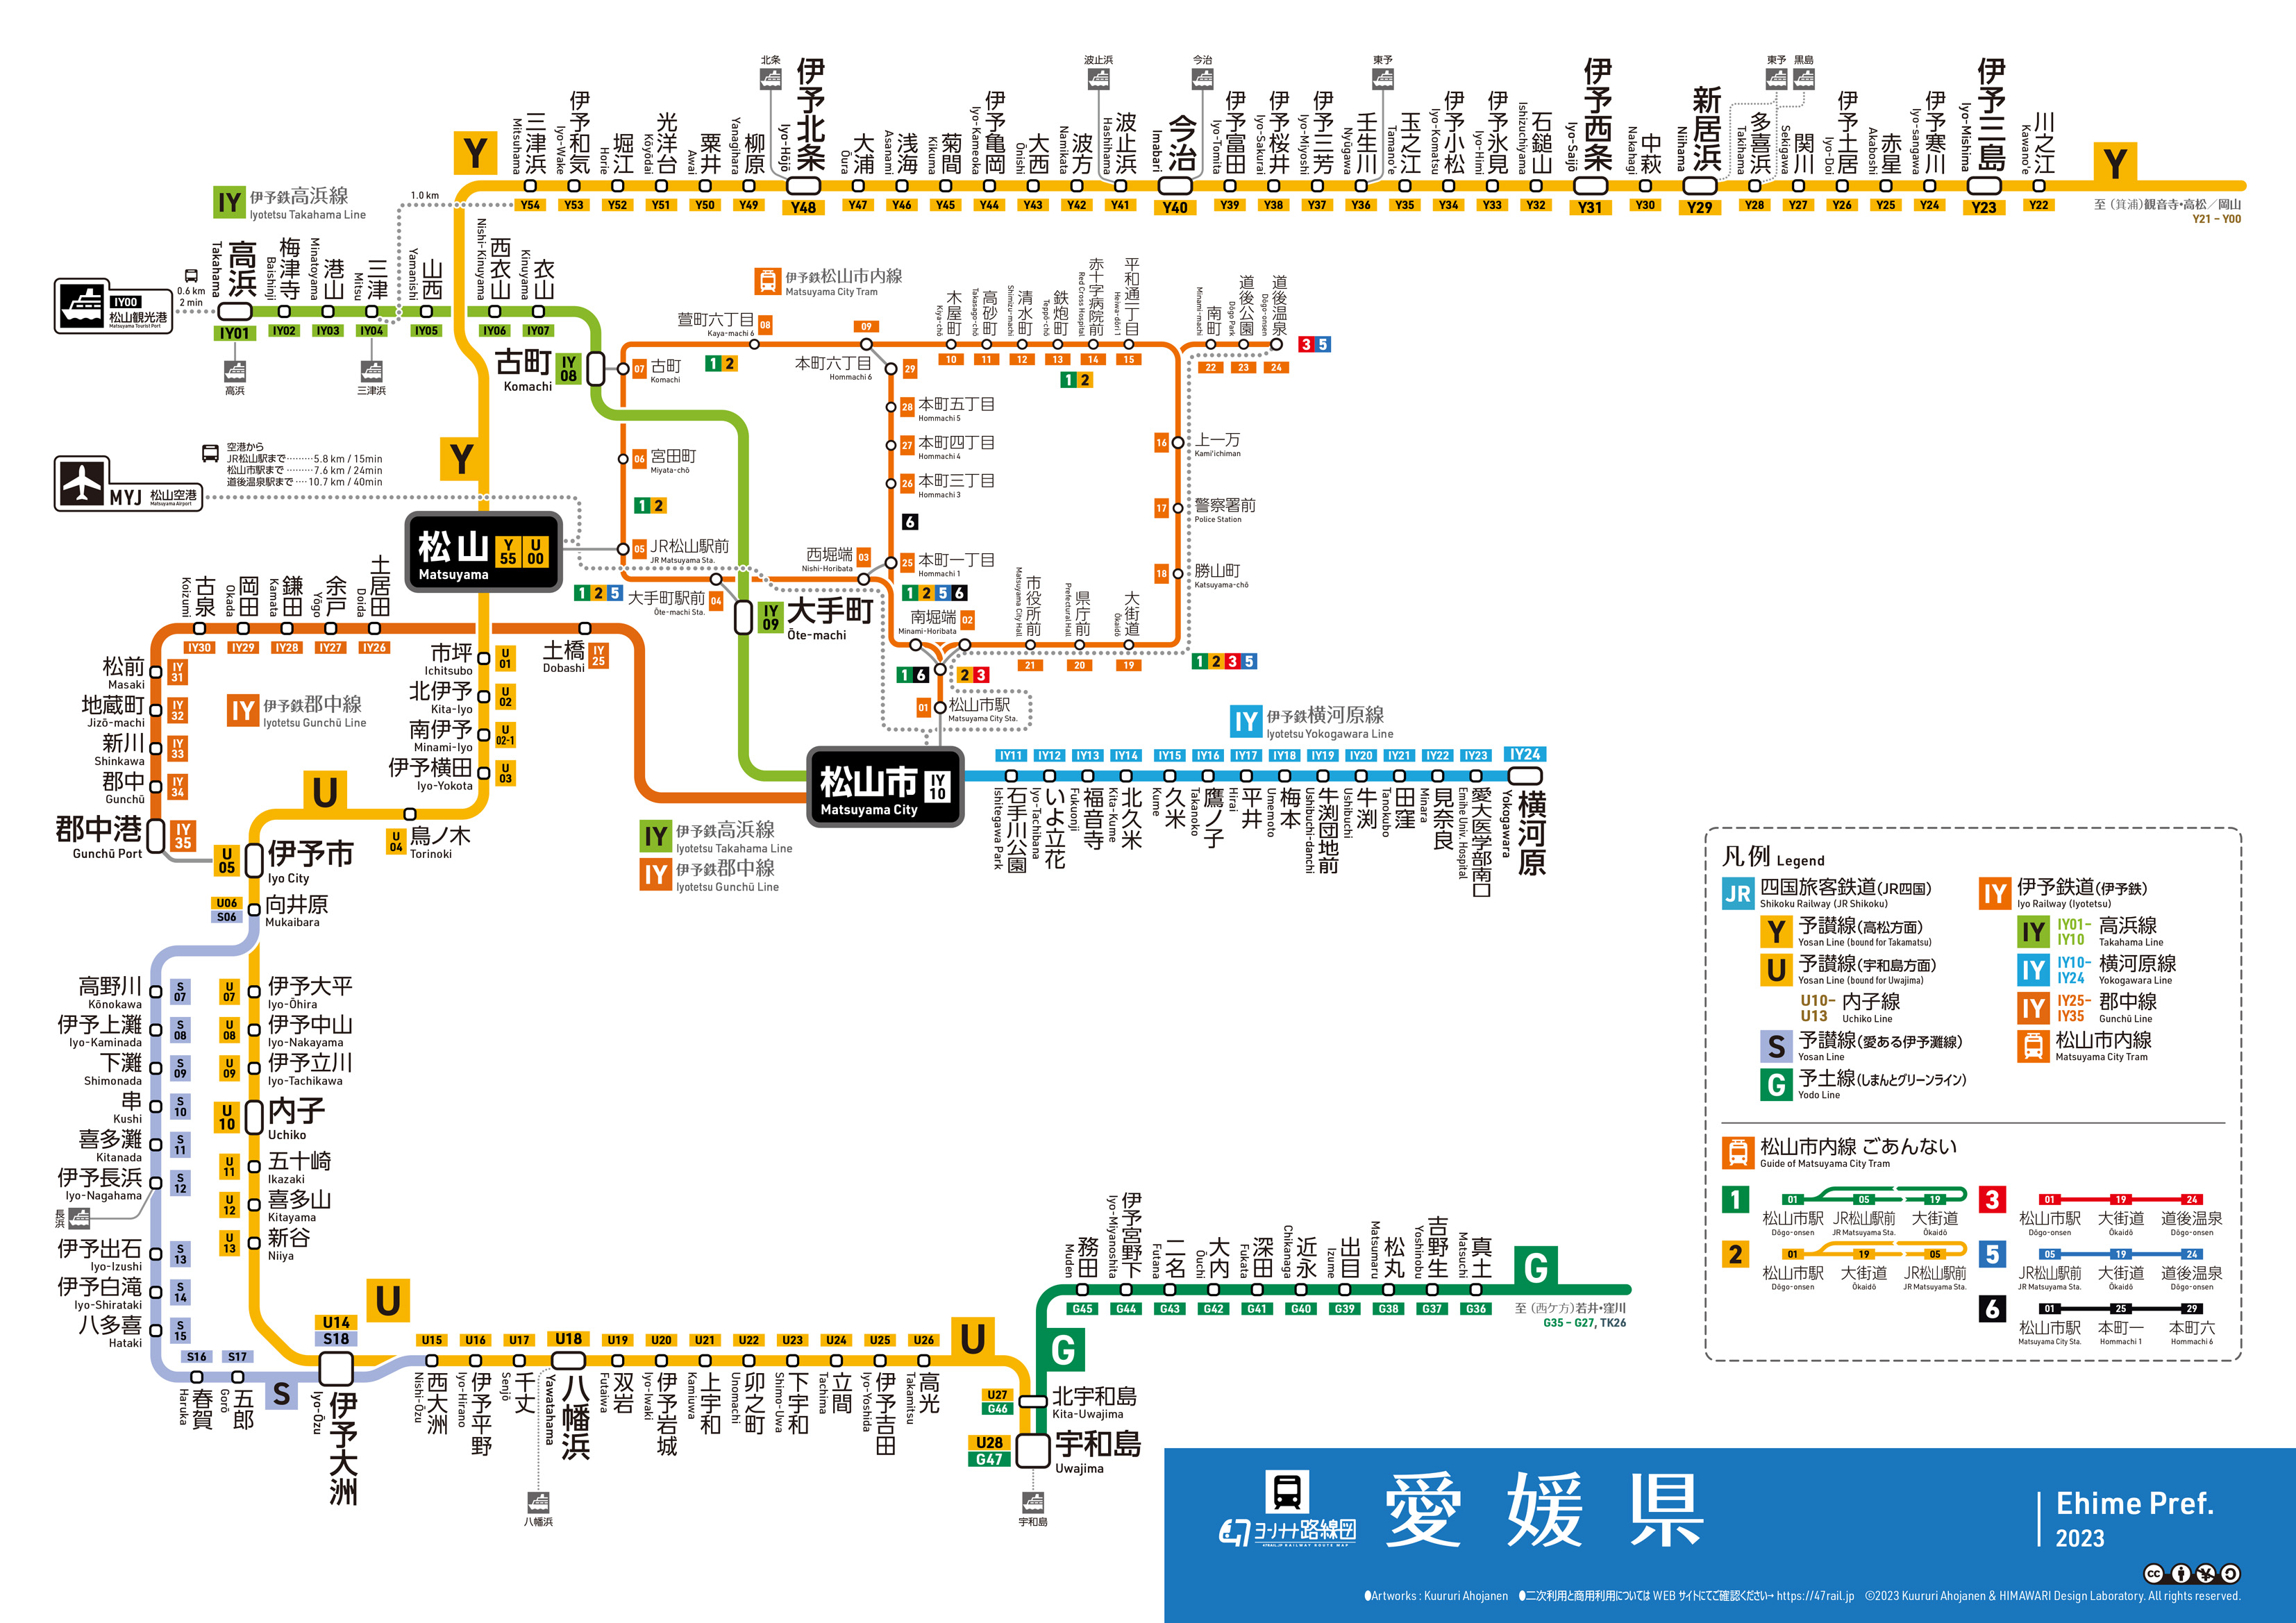 北条
波止浜
今治
東予
東予 黒島
Y
三津浜 Mitsuhama Y54
伊予和気 Iyo-Wake Y53
堀江 Horie Y52
光洋台 Kōyōdai Y51
粟井 Awai Y50
柳原 Yanagihara Y49
伊予北条 Iyo-Hōjō Y48
大浦 Ōura Y47
浅海 Asanami Y46
菊間 Kikuma Y45
伊予亀岡 Iyo-Kameoka Y44
大西 Ōnishi Y43
波方 Namikata Y42
波止浜 Hashihama Y41
今治 Imabari Y40
伊予富田 Iyo-Tomita Y39
伊予桜井 Iyo-Sakurai Y38
伊予三芳 Iyo-Miyoshi Y37
壬生川 Nyūgawa Y36
玉之江 Tamano'e Y35
伊予小松 Iyo-Komatsu Y34
伊予氷見 Iyo-Himi Y33
石鎚山 Ishizuchiyama Y32
伊予西条 Iyo-Saijō Y31
中萩 Nakahagi Y30
新居浜 Niihama Y29
多喜浜 Takihama Y28
関川 Sekigawa Y27
伊予土居 Iyo-Doi Y26
赤星 Akaboshi Y25
伊予寒川 Iyo-sangawa Y24
伊予三島 Iyo-Mishima Y23
川之江 Kawano'e Y22
Y
至 (箕浦)観音寺・高松／岡山
Y21 – Y00
IY 伊予鉄高浜線
Iyotetsu Takahama Line
1.0 km
IY00
松山観光港
Matsuyama Tourist Port
0.6 km
2 min
高浜 Takahama IY01
梅津寺 Baishinji IY02
港山 Minatoyama IY03
三津 Mitsu IY04
山西 Yamanishi IY05
西衣山 Nishi-Kinuyama IY06
衣山 Kinuyama IY07
高浜
三津浜
古町 IY 08
Komachi
伊予鉄松山市内線
Matsuyama City Tram
萱町六丁目 08
Kaya-machi 6
09
本町六丁目 29
Hommachi 6
木屋町 Kiya-chō 10
高砂町 Takasago-chō 11
清水町 Shimizu-machi 12
鉄炮町 Teppō-chō 13
赤十字病院前 Red Cross Hospital 14
平和通一丁目 Heiwa-dōri 1 15
南町 Minami-machi 22
道後公園 Dōgo Park 23
道後温泉 Dōgo-onsen 24
3 5
1 2
07 古町
Komachi
1 2
28 本町五丁目
Hommachi 5
27 本町四丁目
Hommachi 4
26 本町三丁目
Hommachi 3
6
25 本町一丁目
Hommachi 1
16 上一万
Kami'ichiman
17 警察署前
Police Station
18 勝山町
Katsuyama-chō
06 宮田町
Miyata-chō
1 2
05 JR松山駅前
JR Matsuyama Sta.
1 2 5
大手町駅前 04
Ōte-machi Sta.
西堀端 03
Nishi-Horibata
1 2 5 6
南堀端 02
Minami-Horibata
市役所前 Matsuyama City Hall 21
県庁前 Prefectural Hall 20
大街道 Ōkaidō 19
1 2 3 5
1 6
2 3
01 松山市駅
Matsuyama City Sta.
IY 09 大手町
Ōte-machi
空港から
JR松山駅まで………5.8 km / 15min
松山市駅まで………7.6 km / 24min
道後温泉駅まで…10.7 km / 40min
MYJ 松山空港
Matsuyama Airport
Y
松山 Y 55 U 00
Matsuyama
古泉 Koizumi IY30
岡田 Okada IY29
鎌田 Kamata IY28
余戸 Yōgo IY27
土居田 Doida IY26
土橋 IY 25
Dobashi
松前 IY 31
Masaki
地蔵町 IY 32
Jizō-machi
新川 IY 33
Shinkawa
郡中 IY 34
Gunchū
郡中港 IY 35
Gunchū Port
IY 伊予鉄郡中線
Iyotetsu Gunchū Line
市坪 U 01
Ichitsubo
北伊予 U 02
Kita-Iyo
南伊予 U 02-1
Minami-Iyo
伊予横田 U 03
Iyo-Yokota
U
U 04 鳥ノ木
Torinoki
U 05 伊予市
Iyo City
U06 S06 向井原
Mukaibara
松山市 IY 10
Matsuyama City
IY 伊予鉄高浜線
Iyotetsu Takahama Line
IY 伊予鉄郡中線
Iyotetsu Gunchū Line
IY 伊予鉄横河原線
Iyotetsu Yokogawara Line
IY11 石手川公園 Ishitegawa Park
IY12 いよ立花 Iyo-Tachibana
IY13 福音寺 Fukuonji
IY14 北久米 Kita-Kume
IY15 久米 Kume
IY16 鷹ノ子 Takanoko
IY17 平井 Hirai
IY18 梅本 Umemoto
IY19 牛渕団地前 Ushibuchi-danchi
IY20 牛渕 Ushibuchi
IY21 田窪 Tanokubo
IY22 見奈良 Minara
IY23 愛大医学部南口 Emihe Univ. Hospital
IY24 横河原 Yokogawara
高野川 S 07
Kōnokawa
伊予上灘 S 08
Iyo-Kaminada
下灘 S 09
Shimonada
串 S 10
Kushi
喜多灘 S 11
Kitanada
伊予長浜 S 12
Iyo-Nagahama
長浜
伊予出石 S 13
Iyo-Izushi
伊予白滝 S 14
Iyo-Shirataki
八多喜 S 15
Hataki
S16 春賀 Haruka
S17 五郎 Gorō
S
U 07 伊予大平
Iyo-Ōhira
U 08 伊予中山
Iyo-Nakayama
U 09 伊予立川
Iyo-Tachikawa
U 10 内子
Uchiko
U 11 五十崎
Ikazaki
U 12 喜多山
Kitayama
U 13 新谷
Niiya
U
U14 S18 伊予大洲 Iyo-Ōzu
U15 西大洲 Nishi-Ōzu
U16 伊予平野 Iyo-Hirano
U17 千丈 Senjō
U18 八幡浜 Yawatahama
U19 双岩 Futaiwa
U20 伊予岩城 Iyo-Iwaki
U21 上宇和 Kamiuwa
U22 卯之町 Unomachi
U23 下宇和 Shimo-Uwa
U24 立間 Tachima
U25 伊予吉田 Iyo-Yoshida
U26 高光 Takamitsu
八幡浜
U
U27 G46 北宇和島
Kita-Uwajima
U28 G47 宇和島
Uwajima
宇和島
G
務田 Muden G45
伊予宮野下 Iyo-Miyanoshita G44
二名 Futana G43
大内 Ōuchi G42
深田 Fukata G41
近永 Chikanaga G40
出目 Izume G39
松丸 Matsumaru G38
吉野生 Yoshinobu G37
真土 Matsuchi G36
G
至 (西ケ方)若井・窪川
G35 – G27, TK26
凡例 Legend
JR 四国旅客鉄道(JR四国)
Shikoku Railway (JR Shikoku)
Y 予讃線(高松方面)
Yosan Line (bound for Takamatsu)
U 予讃線(宇和島方面)
Yosan Line (bound for Uwajima)
U10–U13 内子線
Uchiko Line
S 予讃線(愛ある伊予灘線)
Yosan Line
G 予土線(しまんとグリーンライン)
Yodo Line
IY 伊予鉄道(伊予鉄)
Iyo Railway (Iyotetsu)
IY IY01–IY10 高浜線
Takahama Line
IY IY10–IY24 横河原線
Yokogawara Line
IY IY25–IY35 郡中線
Gunchū Line
松山市内線
Matsuyama City Tram
松山市内線 ごあんない
Guide of Matsuyama City Tram
1 01 05 19
松山市駅 JR松山駅前 大街道
Dōgo-onsen JR Matsuyama Sta. Ōkaidō
2 01 19 05
松山市駅 大街道 JR松山駅前
Dōgo-onsen Ōkaidō JR Matsuyama Sta.
3 01 19 24
松山市駅 大街道 道後温泉
Dōgo-onsen Ōkaidō Dōgo-onsen
5 05 19 24
JR松山駅前 大街道 道後温泉
JR Matsuyama Sta. Ōkaidō Dōgo-onsen
6 01 25 29
松山市駅 本町一 本町六
Matsuyama City Sta. Hommachi 1 Hommachi 6
47 ヨンナナ路線図
47RAIL.JP RAILWAY ROUTE MAP
愛媛県
Ehime Pref.
2023
cc
●Artworks : Kuururi Ahojanen ●二次利用と商用利用については WEB サイトにてご確認ください→ https://47rail.jp ©2023 Kuururi Ahojanen & HIMAWARI Design Laboratory. All rights reserved.